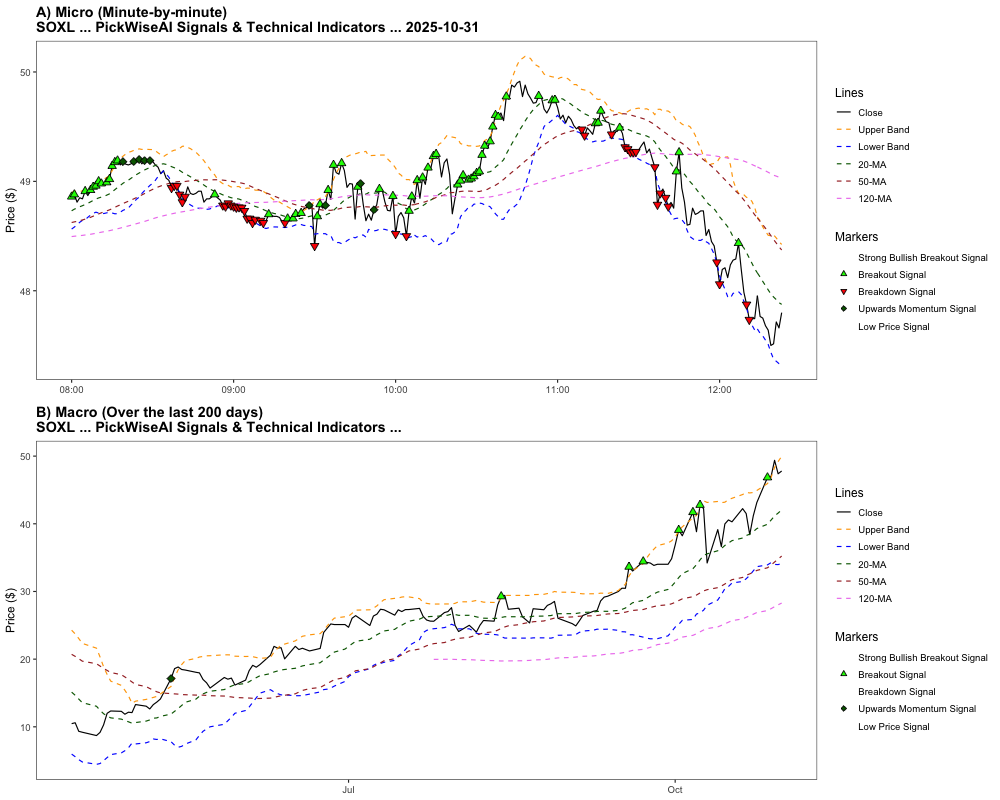 A) Micro (Minute-by-minute)
SOXL ... PickWiseAI Signals & Technical Indicators ... 2025-10-31
Price ($)
50
49
48
08:00
09:00
10:00
11:00
12:00
Lines
Close
Upper Band
Lower Band
20-MA
50-MA
120-MA
Markers
Strong Bullish Breakout Signal
Breakout Signal
Breakdown Signal
Upwards Momentum Signal
Low Price Signal
B) Macro (Over the last 200 days)
SOXL ... PickWiseAI Signals & Technical Indicators ...
Price ($)
50
40
30
20
10
Jul
Oct
Lines
Close
Upper Band
Lower Band
20-MA
50-MA
120-MA
Markers
Strong Bullish Breakout Signal
Breakout Signal
Breakdown Signal
Upwards Momentum Signal
Low Price Signal